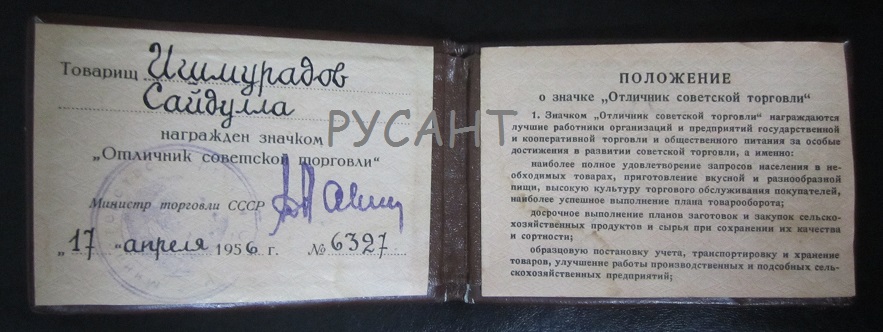 Товарищ Ишмурадов
Сайдулла
награжден значком
„Отличник советской торговли“
Министр торговли СССР
„17“ апреля 1956 г. № 6327
РУСАНТ
ПОЛОЖЕНИЕ
о значке „Отличник советской торговли“
1. Значком „Отличник советской торговли“ награждаются
лучшие работники организаций и предприятий государственной
и кооперативной торговли и общественного питания за особые
достижения в развитии советской торговли, а именно:
наиболее полное удовлетворение запросов населения в не-
обходимых товарах, приготовление вкусной и разнообразной
пищи, высокую культуру торгового обслуживания покупателей,
наиболее успешное выполнение плана товарооборота;
досрочное выполнение планов заготовок и закупок сельско-
хозяйственных продуктов и сырья при сохранении их качества
и сортности;
образцовую постановку учета, транспортировку и хранение
товаров, улучшение работы производственных и подсобных сель-
скохозяйственных предприятий;